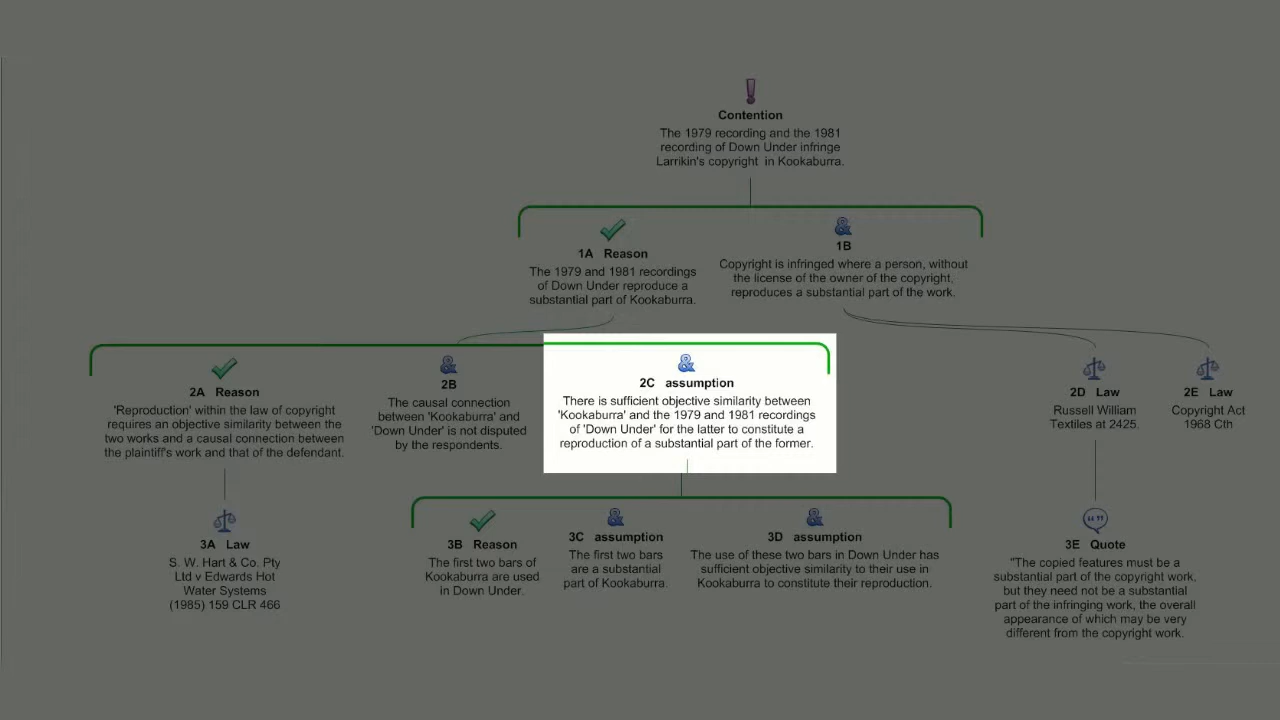 Contention
The 1979 recording and the 1981
recording of Down Under infringe
Larrikin's copyright in Kookaburra.
1A Reason
The 1979 and 1981 recordings
of Down Under reproduce a
substantial part of Kookaburra.
&
1B
Copyright is infringed where a person, without
the license of the owner of the copyright,
reproduces a substantial part of the work.
2A Reason
'Reproduction' within the law of copyright
requires an objective similarity between the
two works and a causal connection between
the plaintiff's work and that of the defendant.
&
2B
The causal connection
between 'Kookaburra' and
'Down Under' is not disputed
by the respondents.
&
2C assumption
There is sufficient objective similarity between
'Kookaburra' and the 1979 and 1981 recordings
of 'Down Under' for the latter to constitute a
reproduction of a substantial part of the former.
2D Law
Russell William
Textiles at 2425.
2E Law
Copyright Act
1968 Cth
3A Law
S. W. Hart & Co. Pty
Ltd v Edwards Hot
Water Systems
(1985) 159 CLR 466
3B Reason
The first two bars of
Kookaburra are used
in Down Under.
&
3C assumption
The first two bars
are a substantial
part of Kookaburra.
&
3D assumption
The use of these two bars in Down Under has
sufficient objective similarity to their use in
Kookaburra to constitute their reproduction.
3E Quote
"The copied features must be a
substantial part of the copyright work,
but they need not be a substantial
part of the infringing work, the overall
appearance of which may be very
different from the copyright work.